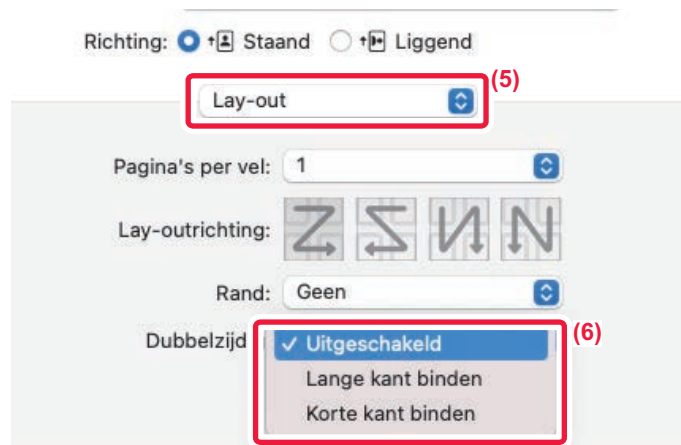 Richting: Staand Liggend
(5)
Lay-out
Pagina's per vel: 1
Lay-outrichting:
Rand: Geen
Dubbelzijd
(6)
✓ Uitgeschakeld
Lange kant binden
Korte kant binden